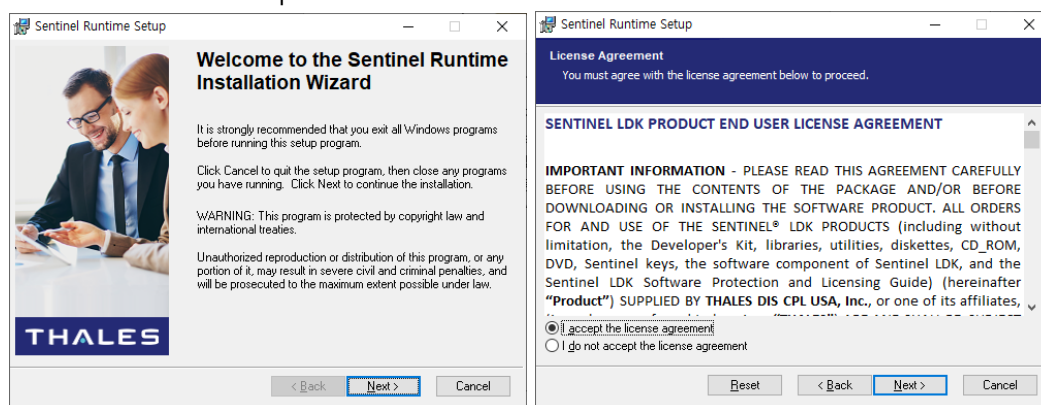 Sentinel Runtime Setup
Welcome to the Sentinel Runtime
Installation Wizard
It is strongly recommended that you exit all Windows programs
before running this setup program.
Click Cancel to quit the setup program, then close any programs
you have running. Click Next to continue the installation.
WARNING: This program is protected by copyright law and
international treaties.
Unauthorized reproduction or distribution of this program, or any
portion of it, may result in severe civil and criminal penalties, and
will be prosecuted to the maximum extent possible under law.
THALES
< Back
Next >
Cancel
Sentinel Runtime Setup
License Agreement
You must agree with the license agreement below to proceed.
SENTINEL LDK PRODUCT END USER LICENSE AGREEMENT
IMPORTANT INFORMATION - PLEASE READ THIS AGREEMENT CAREFULLY
BEFORE USING THE CONTENTS OF THE PACKAGE AND/OR BEFORE
DOWNLOADING OR INSTALLING THE SOFTWARE PRODUCT. ALL ORDERS
FOR AND USE OF THE SENTINEL® LDK PRODUCTS (including without
limitation, the Developer's Kit, libraries, utilities, diskettes, CD_ROM,
DVD, Sentinel keys, the software component of Sentinel LDK, and the
Sentinel LDK Software Protection and Licensing Guide) (hereinafter
“Product”) SUPPLIED BY THALES DIS CPL USA, Inc., or one of its affiliates,
I accept the license agreement
I do not accept the license agreement
Reset
< Back
Next >
Cancel